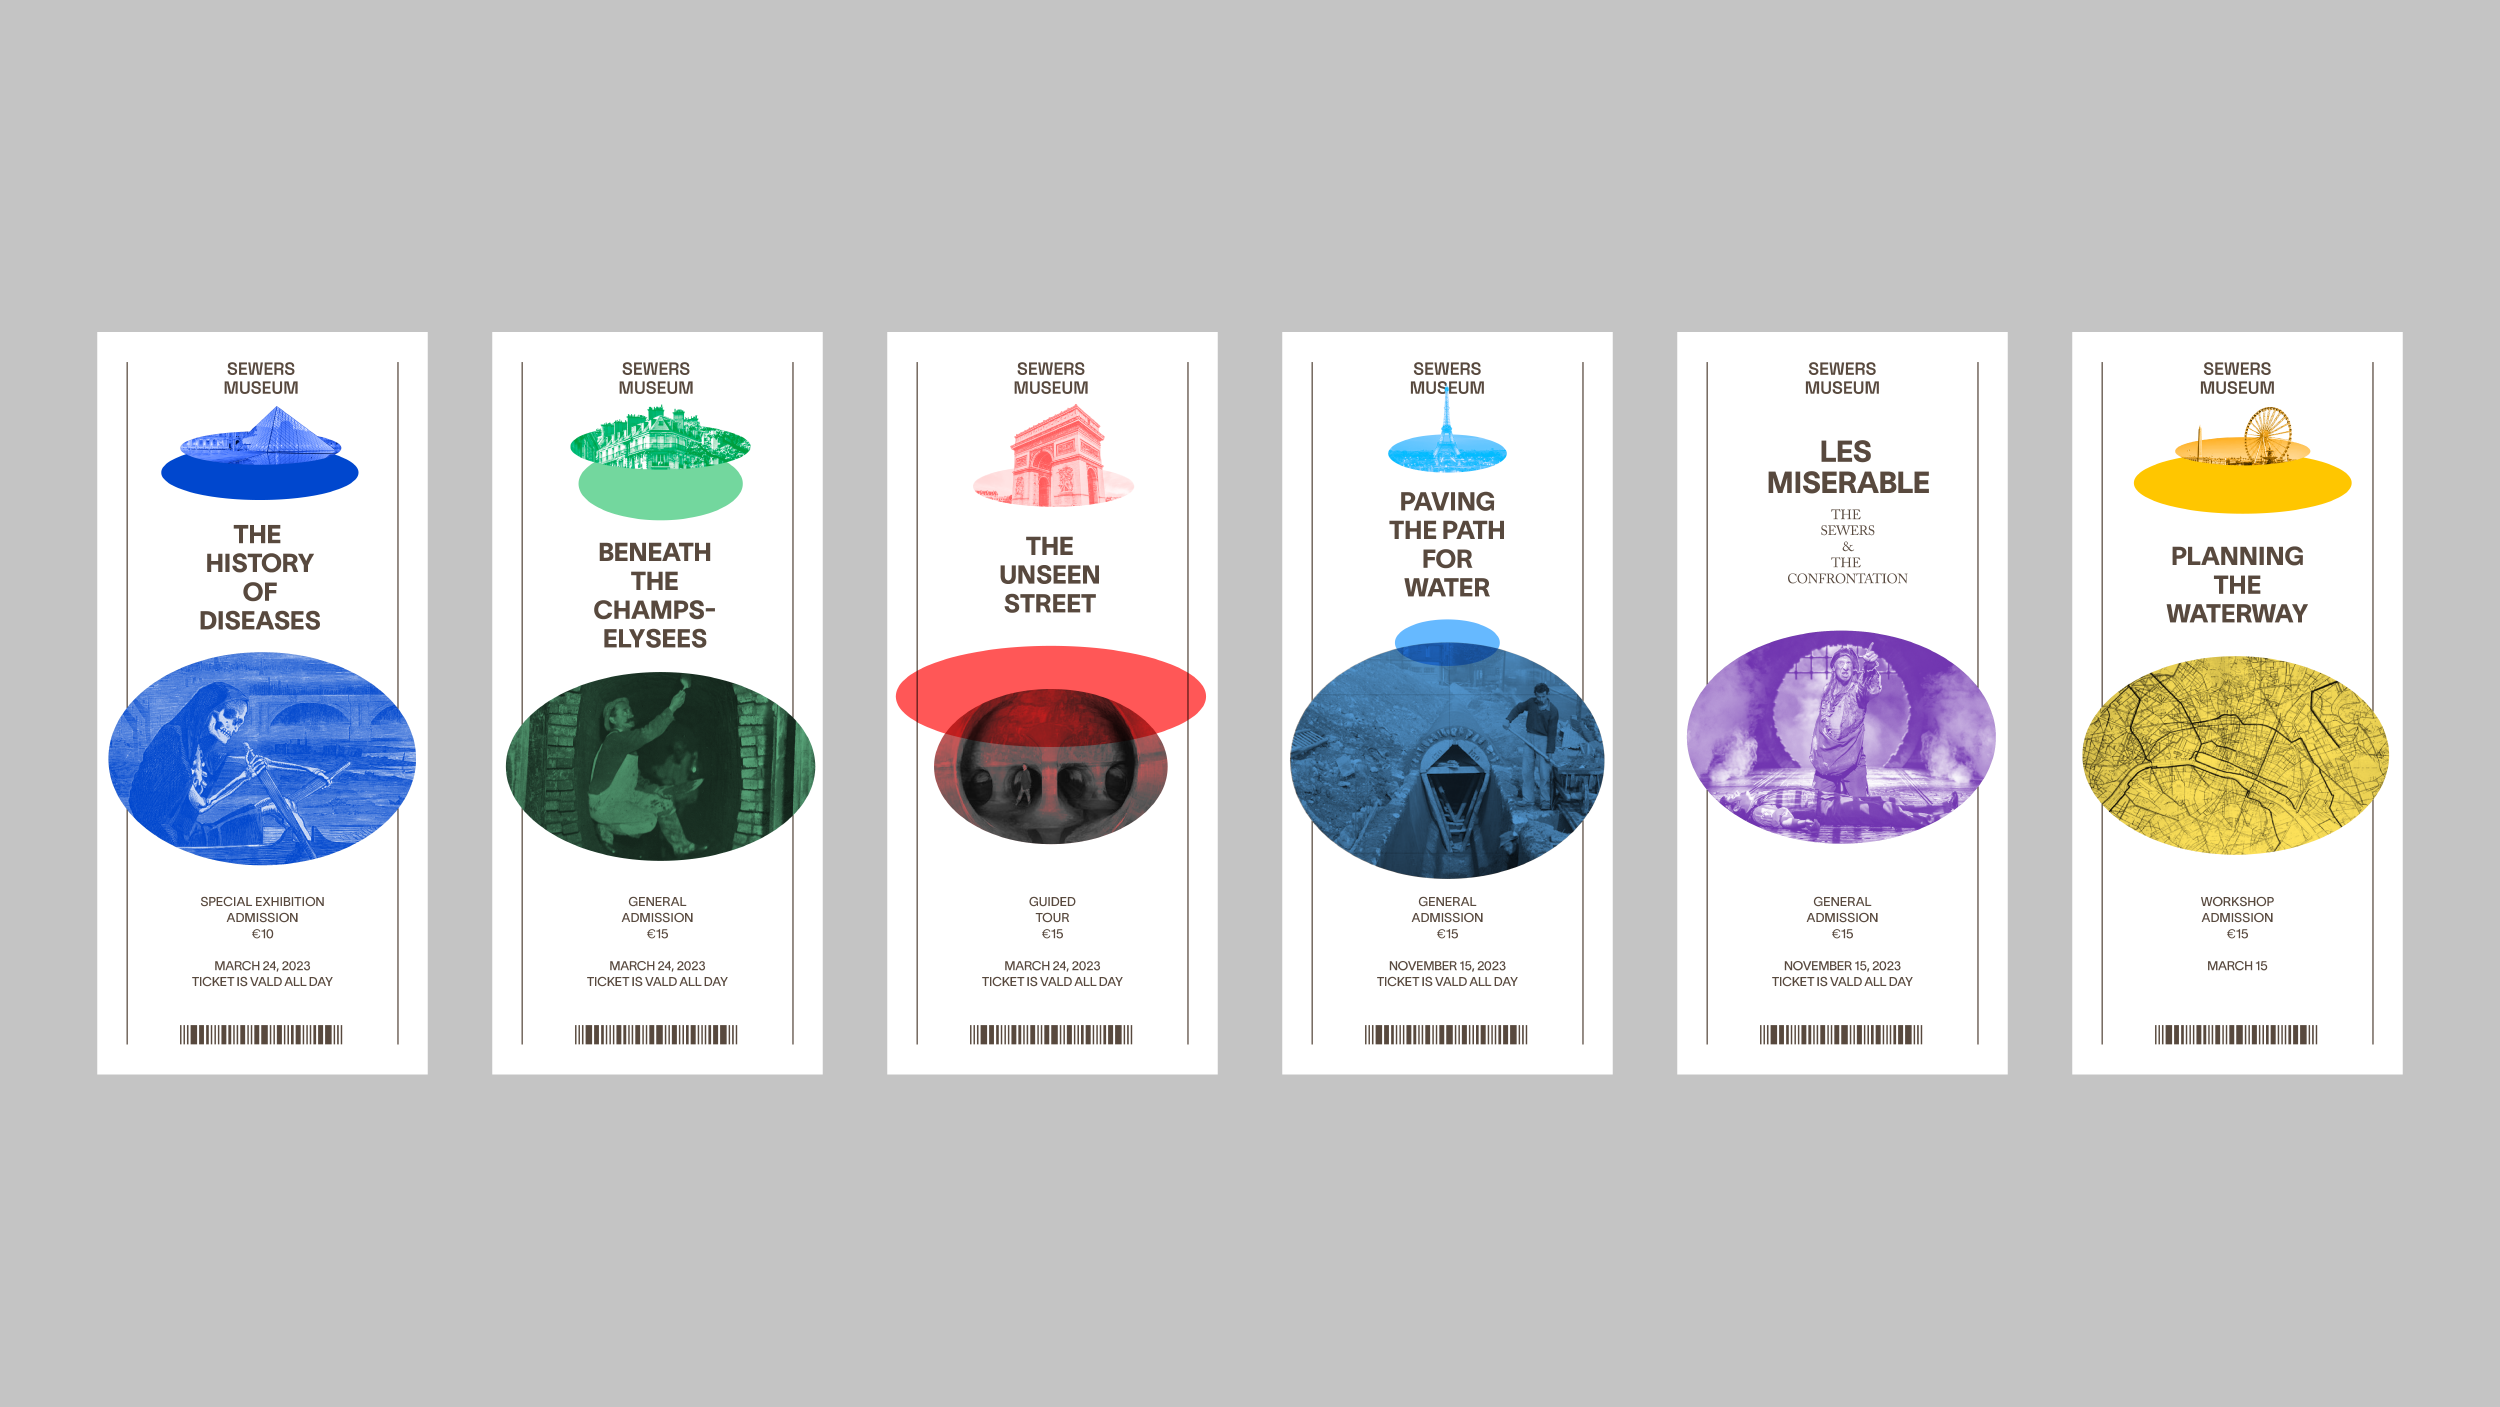 SEWERS
MUSEUM
THE
HISTORY
OF
DISEASES
SPECIAL EXHIBITION
ADMISSION
€10
MARCH 24, 2023
TICKET IS VALD ALL DAY
SEWERS
MUSEUM
BENEATH
THE
CHAMPS-
ELYSEES
GENERAL
ADMISSION
€15
MARCH 24, 2023
TICKET IS VALD ALL DAY
SEWERS
MUSEUM
THE
UNSEEN
STREET
GUIDED
TOUR
€15
MARCH 24, 2023
TICKET IS VALD ALL DAY
SEWERS
MUSEUM
PAVING
THE PATH
FOR
WATER
GENERAL
ADMISSION
€15
NOVEMBER 15, 2023
TICKET IS VALD ALL DAY
SEWERS
MUSEUM
LES
MISERABLE
THE
SEWERS
&
THE
CONFRONTATION
GENERAL
ADMISSION
€15
NOVEMBER 15, 2023
TICKET IS VALD ALL DAY
SEWERS
MUSEUM
PLANNING
THE
WATERWAY
WORKSHOP
ADMISSION
€15
MARCH 15